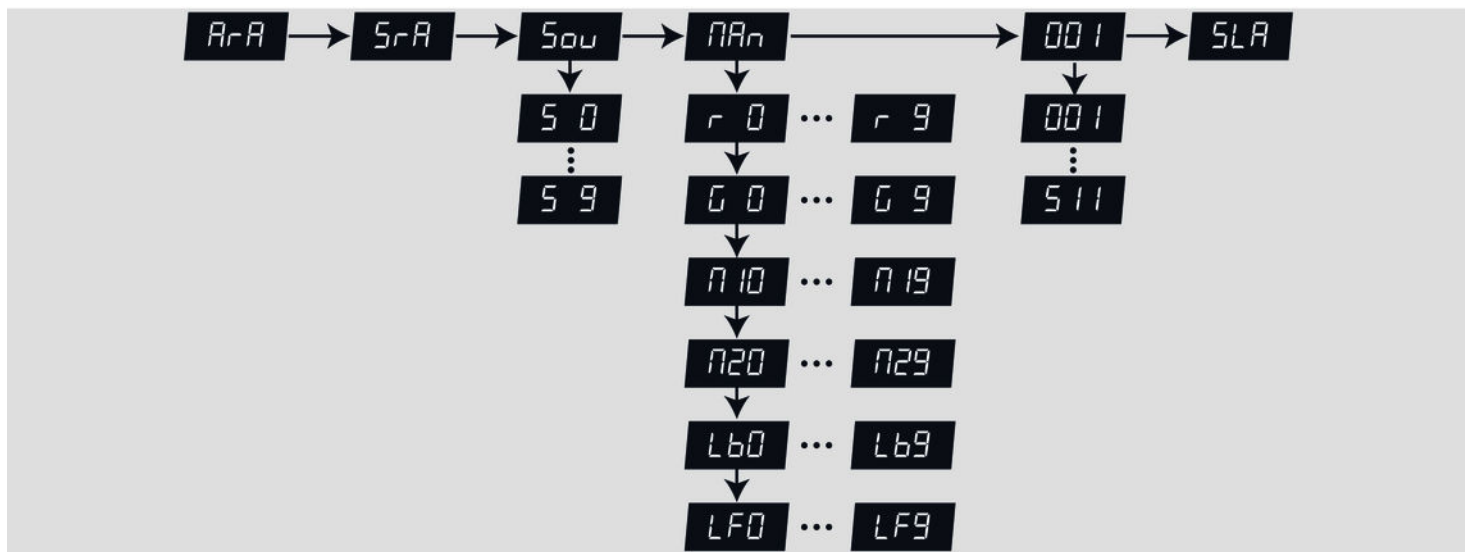 ArA SrA Sou MAn 001 SLA
S 0 r 0 ... r 9 001
S 9 G 0 ... G 9 S11
M10 ... M19
M20 ... M29
Lb0 ... Lb9
LF0 ... LF9